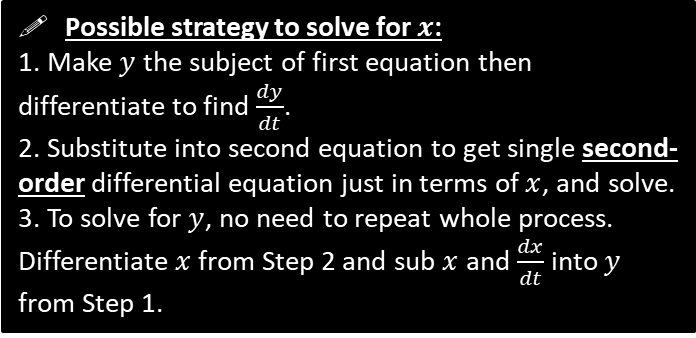 Possible strategy to solve for x:
1. Make y the subject of first equation then
differentiate to find dy/dt.
2. Substitute into second equation to get single second-
order differential equation just in terms of x, and solve.
3. To solve for y, no need to repeat whole process.
Differentiate x from Step 2 and sub x and dx/dt into y
from Step 1.